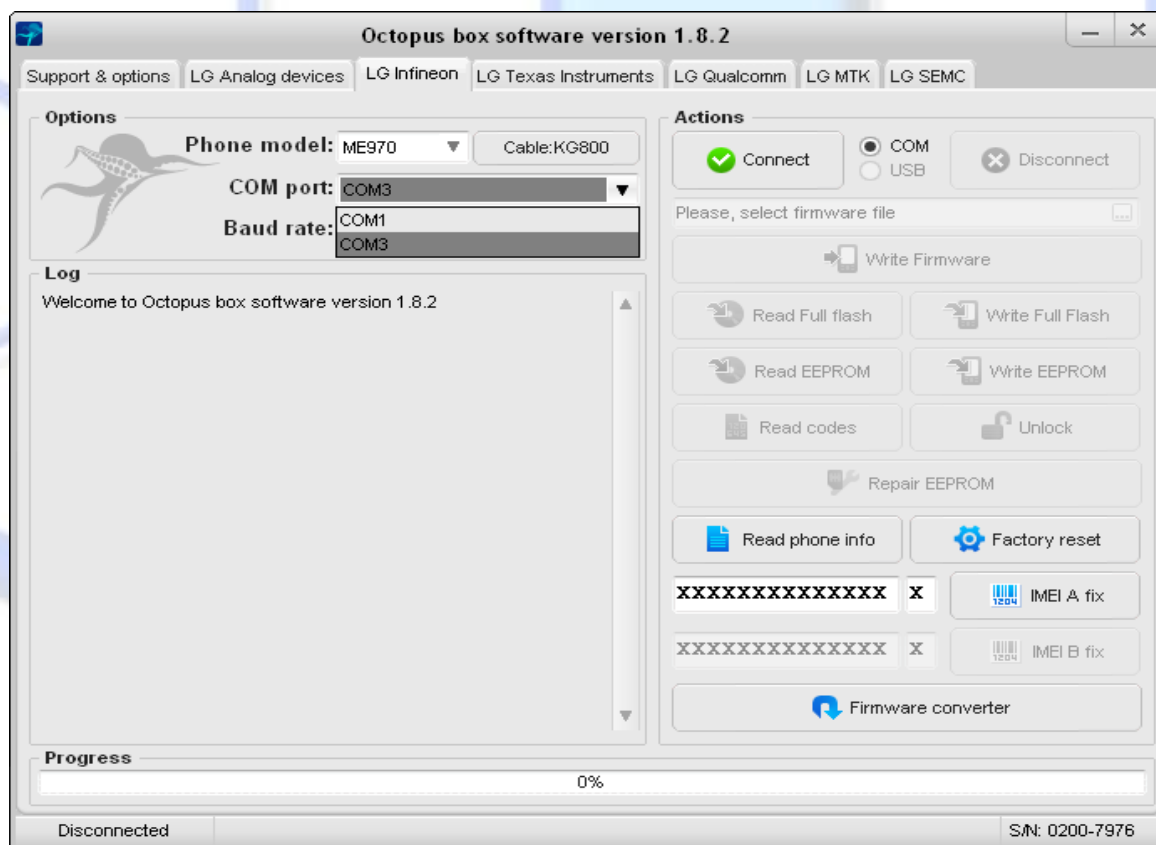 Octopus box software version 1.8.2
Support & options LG Analog devices LG Infineon LG Texas Instruments LG Qualcomm LG MTK LG SEMC
Options
Phone model: ME970 Cable:KG800
COM port: COM3
Baud rate:
COM1
COM3
Log
Welcome to Octopus box software version 1.8.2
Actions
Connect COM USB Disconnect
Please, select firmware file ...
Write Firmware
Read Full flash Write Full Flash
Read EEPROM Write EEPROM
Read codes Unlock
Repair EEPROM
Read phone info Factory reset
XXXXXXXXXXXXXX X IMEI A fix
XXXXXXXXXXXXXX X IMEI B fix
Firmware converter
Progress
0%
Disconnected S/N: 0200-7976